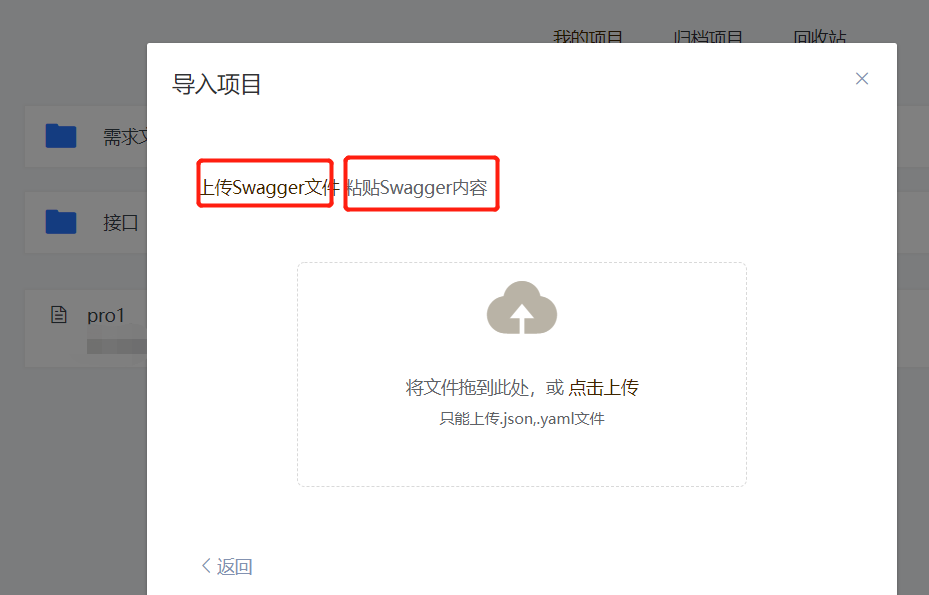 我的项目 归档项目 回收站
导入项目
需求文
上传Swagger文件 粘贴Swagger内容
接口
pro1
将文件拖到此处，或 点击上传
只能上传.json,.yaml文件
返回